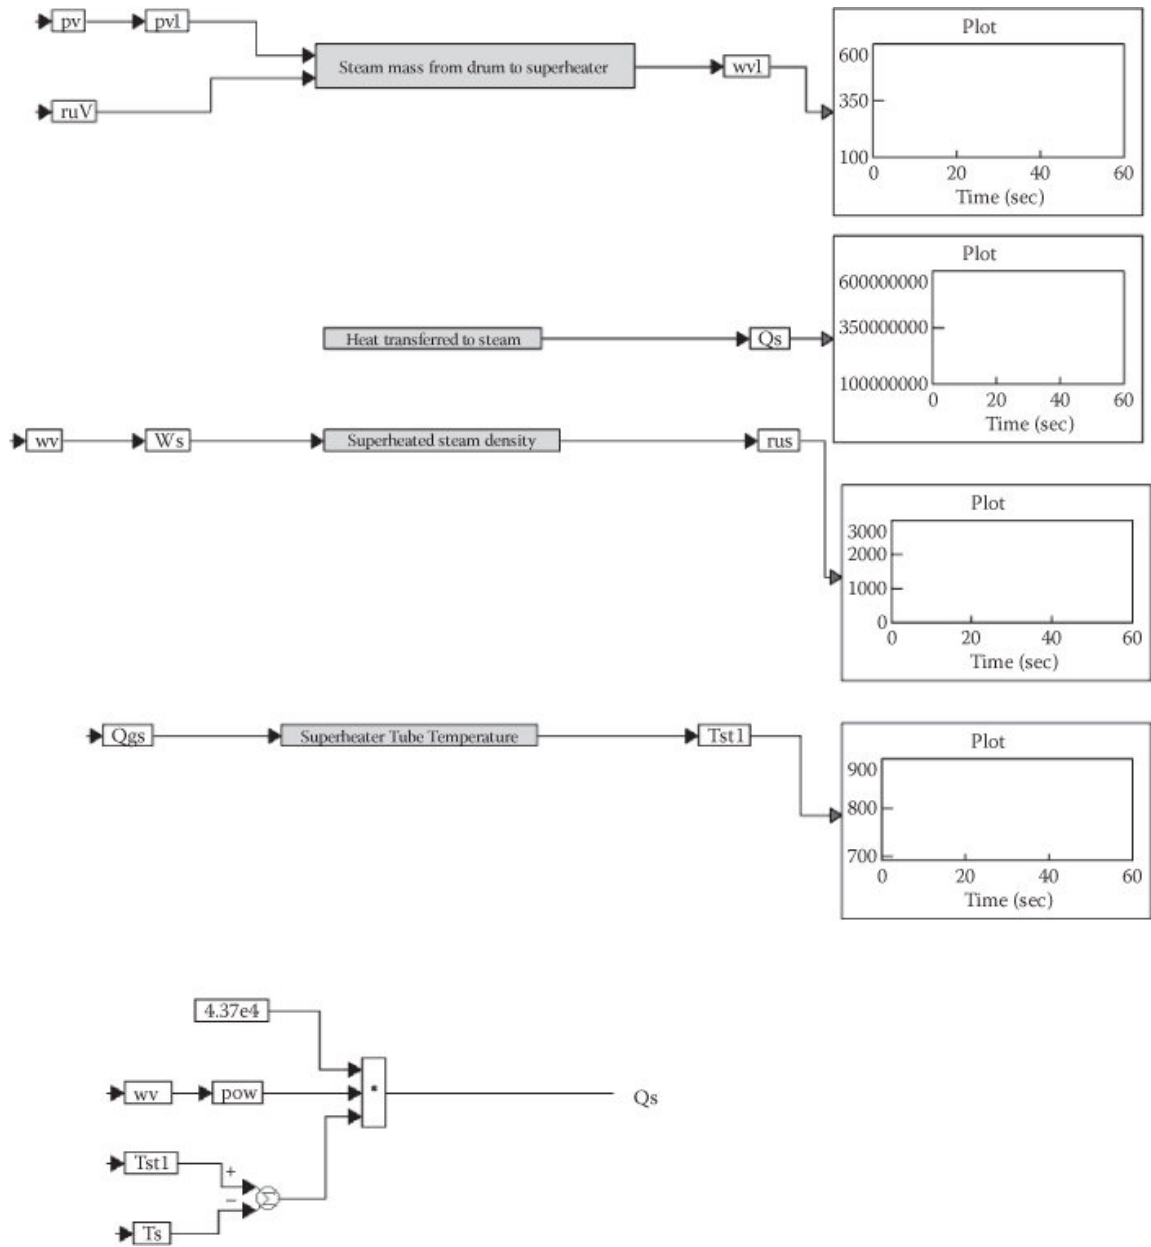 pv
pv1
Steam mass from drum to superheater
wv1
ruV
Plot
600
350
100
0 20 40 60
Time (sec)
Plot
600000000
350000000
100000000
0 20 40 60
Time (sec)
Heat transferred to steam
Qs
wv
Ws
Superheated steam density
rus
Plot
3000
2000
1000
0
0 20 40 60
Time (sec)
Qgs
Superheater Tube Temperature
Tst1
Plot
900
800
700
0 20 40 60
Time (sec)
4.37e4
wv
pow
*
Qs
Tst1
+
−
Σ
Ts